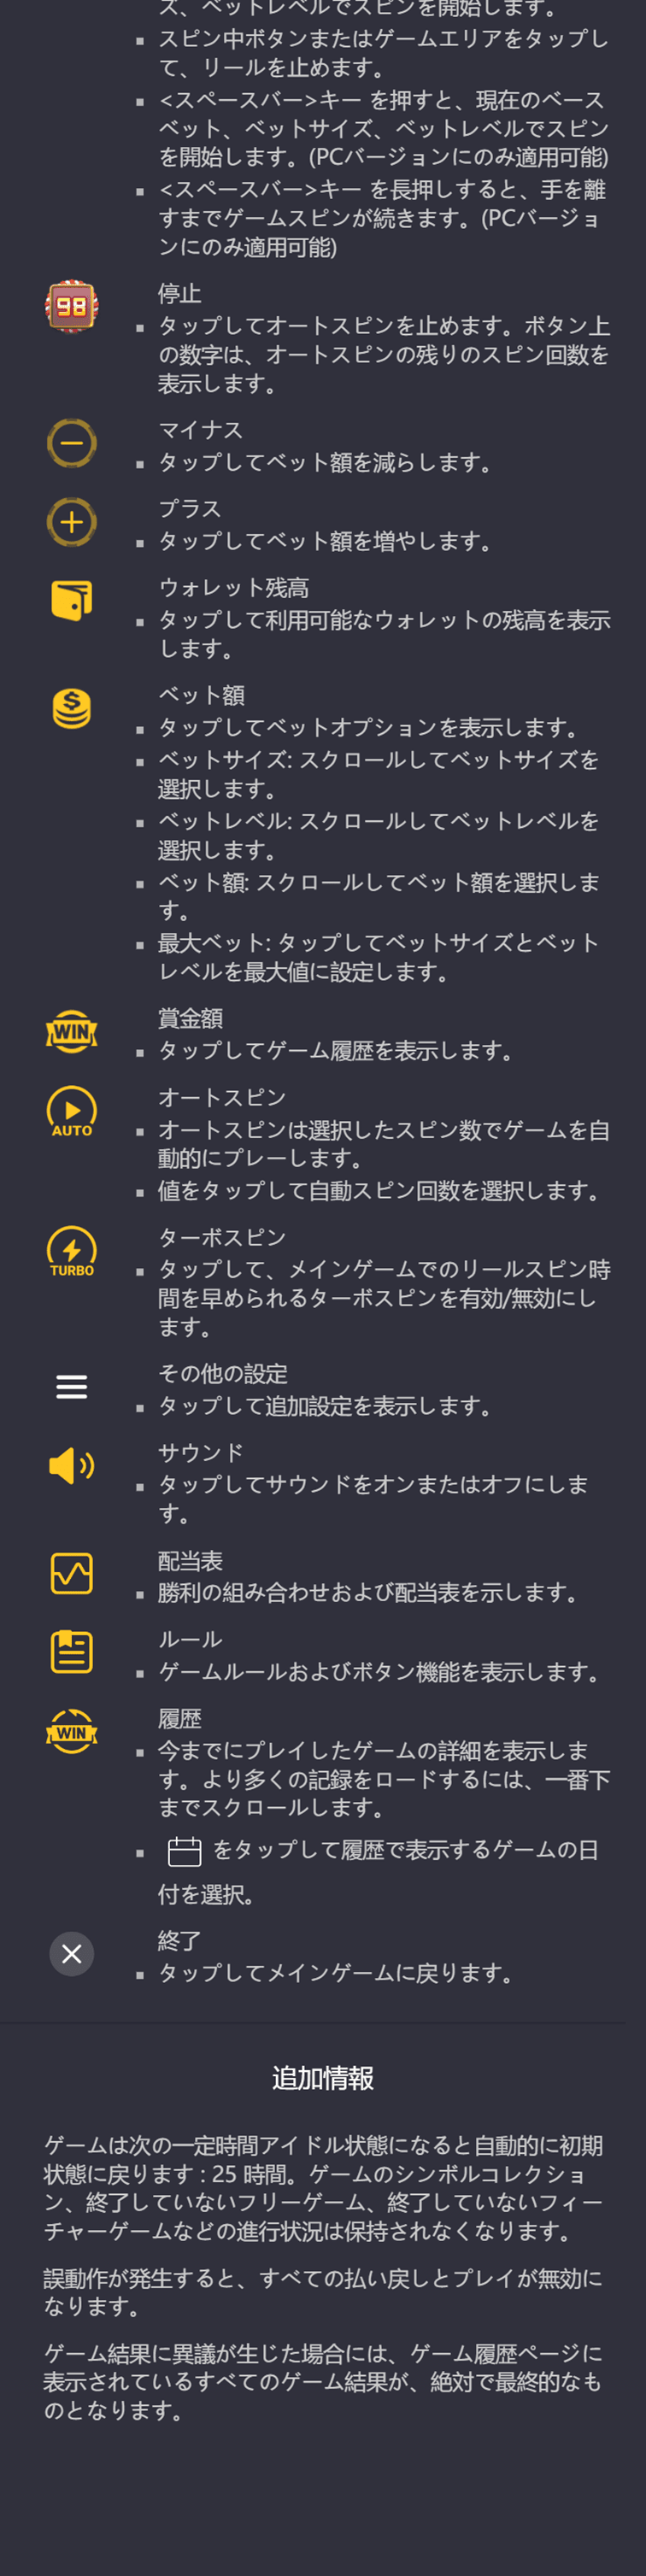 ズ、ベットレベルでスピンを開始します。
▪ スピン中ボタンまたはゲームエリアをタップし
て、リールを止めます。
▪ <スペースバー>キー を押すと、現在のベース
ベット、ベットサイズ、ベットレベルでスピン
を開始します。(PCバージョンにのみ適用可能)
▪ <スペースバー>キー を長押しすると、手を離
すまでゲームスピンが続きます。(PCバージョ
ンにのみ適用可能)
98
停止
▪ タップしてオートスピンを止めます。ボタン上
の数字は、オートスピンの残りのスピン回数を
表示します。
マイナス
▪ タップしてベット額を減らします。
プラス
▪ タップしてベット額を増やします。
ウォレット残高
▪ タップして利用可能なウォレットの残高を表示
します。
ベット額
▪ タップしてベットオプションを表示します。
▪ ベットサイズ: スクロールしてベットサイズを
選択します。
▪ ベットレベル: スクロールしてベットレベルを
選択します。
▪ ベット額: スクロールしてベット額を選択しま
す。
▪ 最大ベット: タップしてベットサイズとベット
レベルを最大値に設定します。
WIN
賞金額
▪ タップしてゲーム履歴を表示します。
AUTO
オートスピン
▪ オートスピンは選択したスピン数でゲームを自
動的にプレーします。
▪ 値をタップして自動スピン回数を選択します。
TURBO
ターボスピン
▪ タップして、メインゲームでのリールスピン時
間を早められるターボスピンを有効/無効にし
ます。
その他の設定
▪ タップして追加設定を表示します。
サウンド
▪ タップしてサウンドをオンまたはオフにしま
す。
配当表
▪ 勝利の組み合わせおよび配当表を示します。
ルール
▪ ゲームルールおよびボタン機能を表示します。
WIN
履歴
▪ 今までにプレイしたゲームの詳細を表示しま
す。より多くの記録をロードするには、一番下
までスクロールします。
▪ をタップして履歴で表示するゲームの日
付を選択。
終了
▪ タップしてメインゲームに戻ります。
追加情報
ゲームは次の一定時間アイドル状態になると自動的に初期
状態に戻ります : 25 時間。ゲームのシンボルコレクショ
ン、終了していないフリーゲーム、終了していないフィー
チャーゲームなどの進行状況は保持されなくなります。
誤動作が発生すると、すべての払い戻しとプレイが無効に
なります。
ゲーム結果に異議が生じた場合には、ゲーム履歴ページに
表示されているすべてのゲーム結果が、絶対で最終的なも
のとなります。